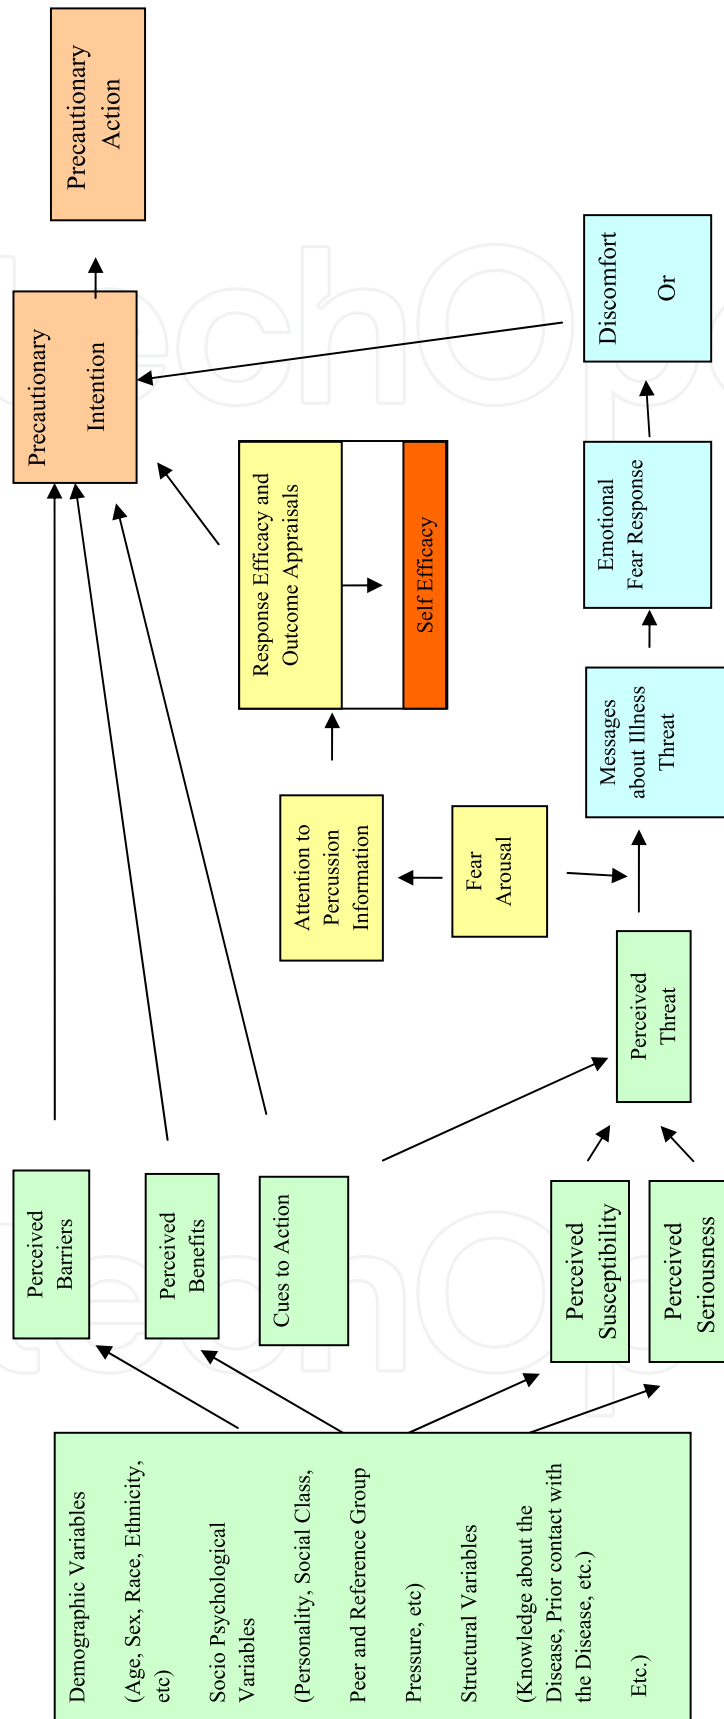 Demographic Variables
(Age, Sex, Race, Ethnicity,
etc)
Socio Psychological
Variables
(Personality, Social Class,
Peer and Reference Group
Pressure, etc)
Structural Variables
(Knowledge about the
Disease, Prior contact with
the Disease, etc.)
Etc.)
Perceived
Barriers
Perceived
Benefits
Cues to Action
Perceived
Susceptibility
Perceived
Seriousness
Perceived
Threat
Attention to
Percussion
Information
Fear
Arousal
Messages
about Illness
Threat
Response Efficacy and
Outcome Appraisals
Self Efficacy
Emotional
Fear Response
Discomfort
Or
Precautionary
Intention
Precautionary
Action
techOp
techOp